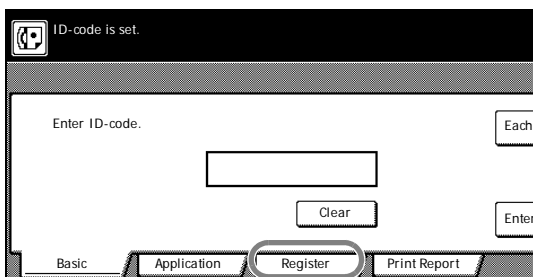 ID-code is set.
Enter ID-code.
Each
Clear
Enter
Basic
Application
Register
Print Report